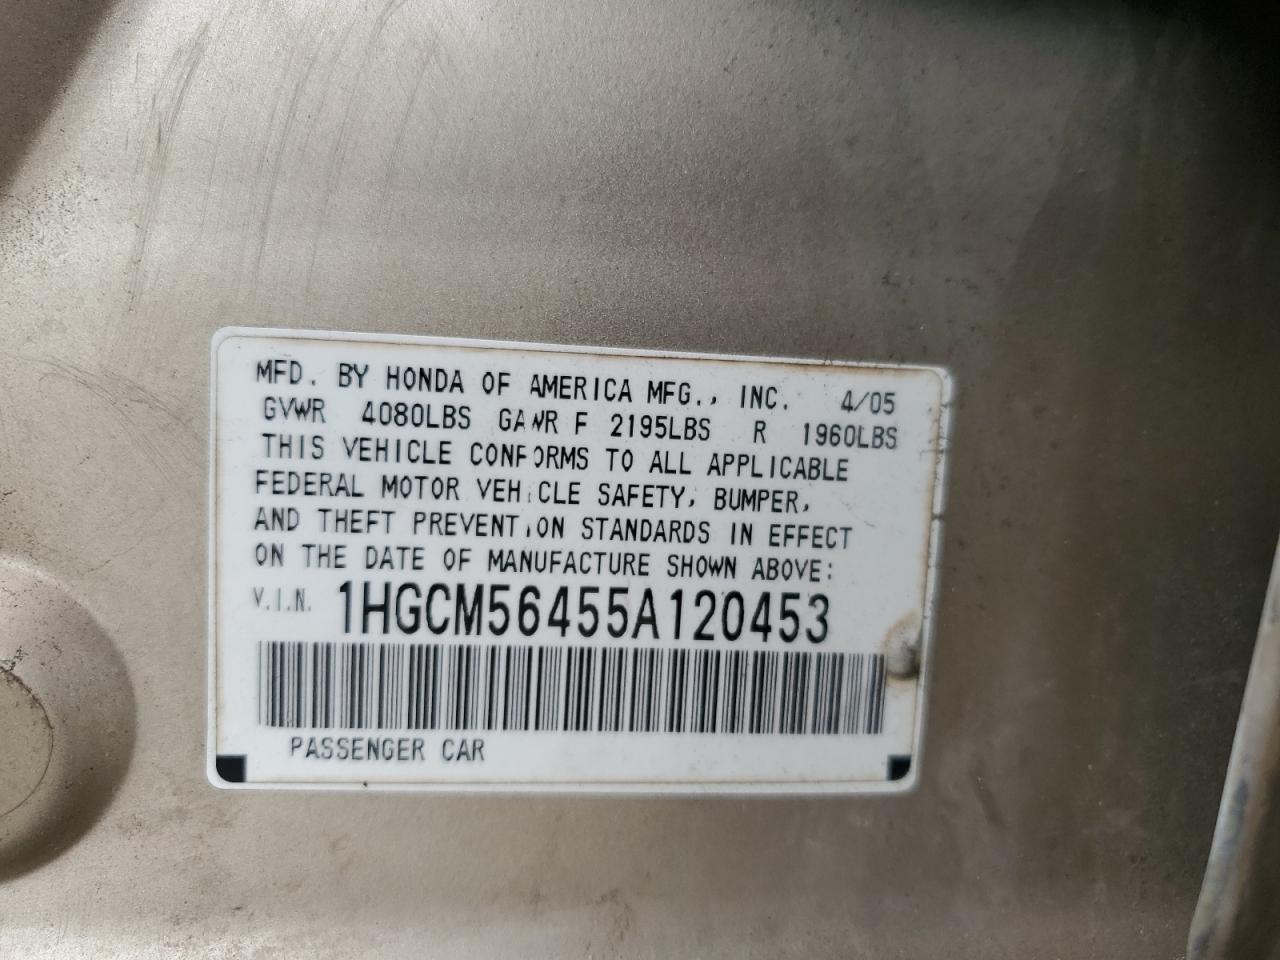 MFD. BY HONDA OF AMERICA MFG., INC. 4/05
GVWR 4080LBS GAWR F 2195LBS R 1960LBS
THIS VEHICLE CONFORMS TO ALL APPLICABLE
FEDERAL MOTOR VEHICLE SAFETY, BUMPER,
AND THEFT PREVENTION STANDARDS IN EFFECT
ON THE DATE OF MANUFACTURE SHOWN ABOVE:
V.I.N. 1HGCM56455A120453
PASSENGER CAR